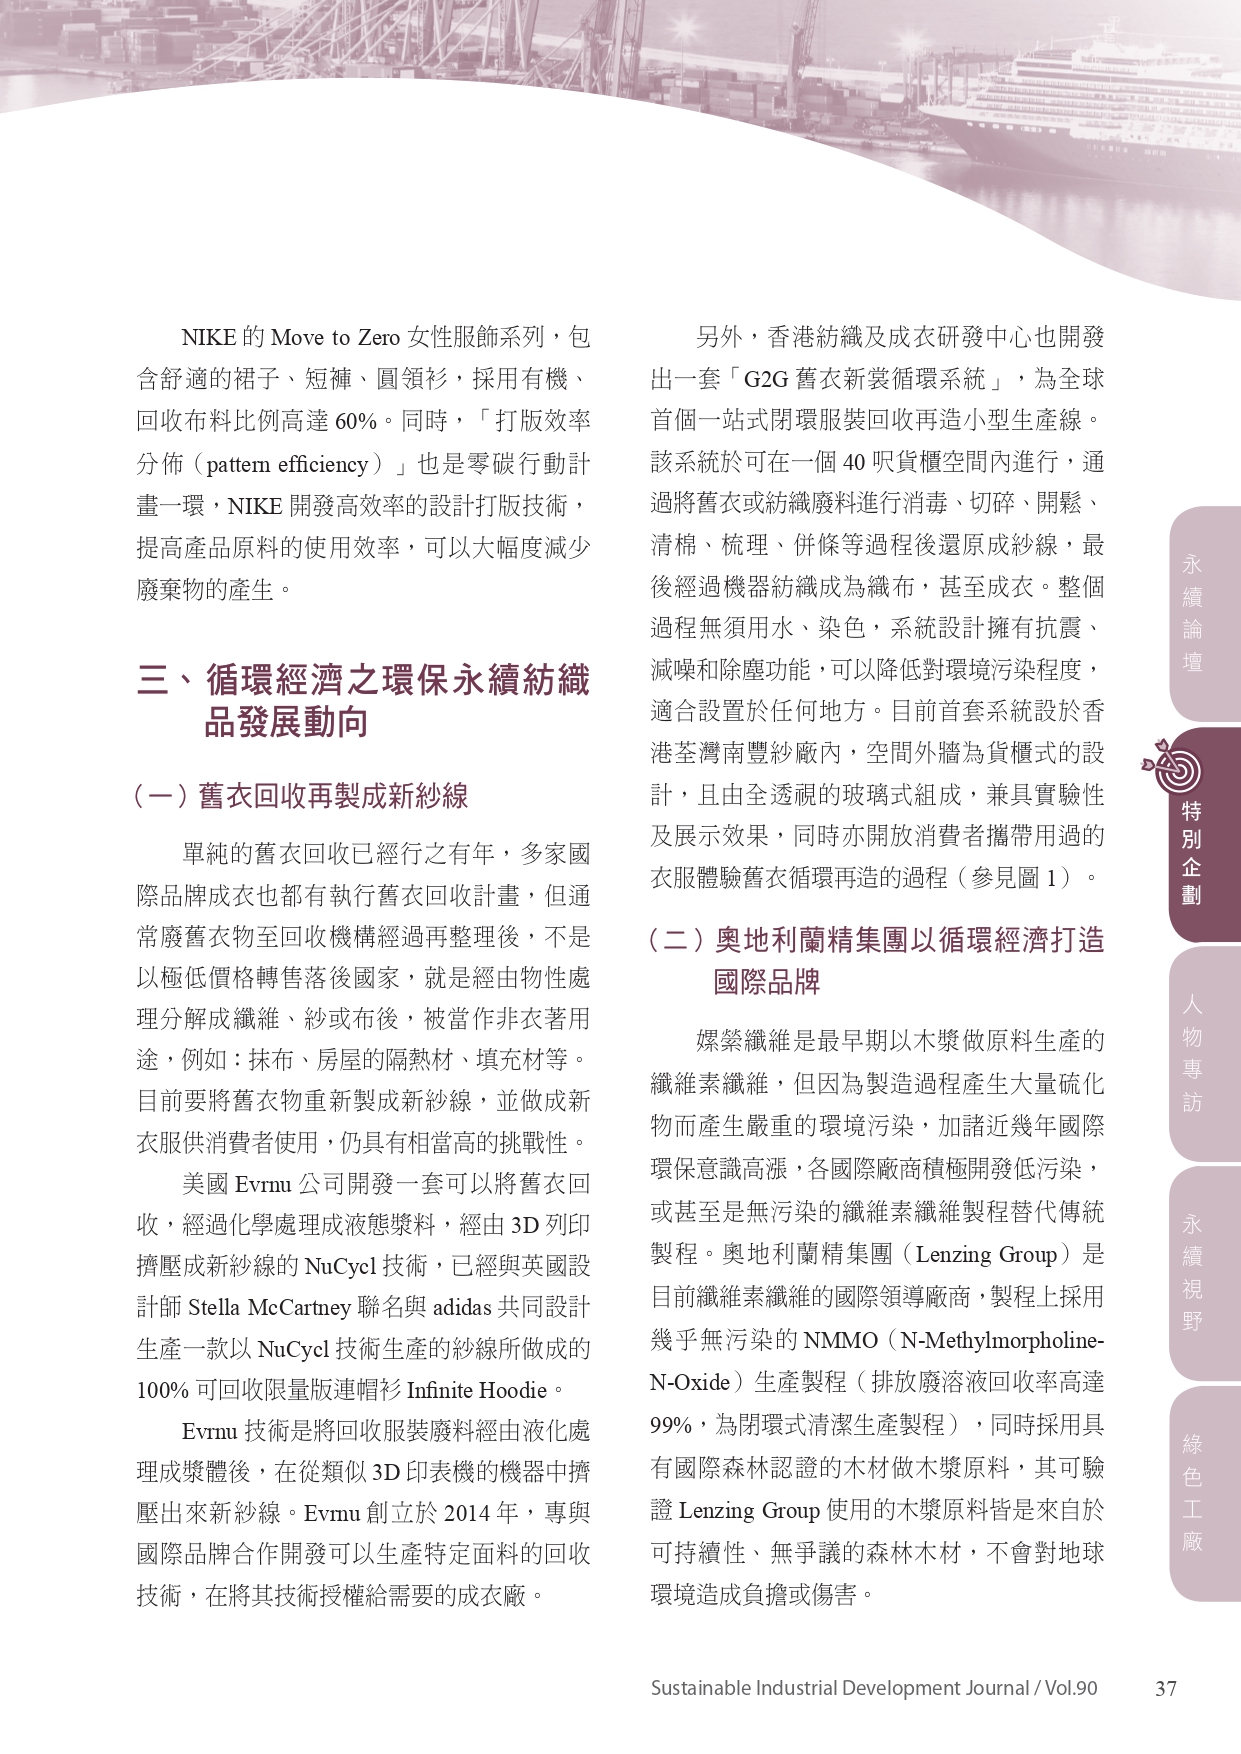 NIKE 的 Move to Zero 女性服飾系列，包
含舒適的裙子、短褲、圓領衫，採用有機、
回收布料比例高達 60%。同時，「打版效率
分佈（pattern efficiency）」也是零碳行動計
畫一環，NIKE 開發高效率的設計打版技術，
提高產品原料的使用效率，可以大幅度減少
廢棄物的產生。
三、循環經濟之環保永續紡織
品發展動向
（一）舊衣回收再製成新紗線
單純的舊衣回收已經行之有年，多家國
際品牌成衣也都有執行舊衣回收計畫，但通
常廢舊衣物至回收機構經過再整理後，不是
以極低價格轉售落後國家，就是經由物性處
理分解成纖維、紗或布後，被當作非衣著用
途，例如：抹布、房屋的隔熱材、填充材等。
目前要將舊衣物重新製成新紗線，並做成新
衣服供消費者使用，仍具有相當高的挑戰性。
美國 Evrnu 公司開發一套可以將舊衣回
收，經過化學處理成液態漿料，經由 3D 列印
擠壓成新紗線的 NuCycl 技術，已經與英國設
計師 Stella McCartney 聯名與 adidas 共同設計
生產一款以 NuCycl 技術生產的紗線所做成的
100% 可回收限量版連帽衫 Infinite Hoodie。
Evrnu 技術是將回收服裝廢料經由液化處
理成漿體後，在從類似 3D 印表機的機器中擠
壓出來新紗線。Evrnu 創立於 2014 年，專與
國際品牌合作開發可以生產特定面料的回收
技術，在將其技術授權給需要的成衣廠。
另外，香港紡織及成衣研發中心也開發
出一套「G2G 舊衣新裳循環系統」，為全球
首個一站式閉環服裝回收再造小型生產線。
該系統於可在一個 40 呎貨櫃空間內進行，通
過將舊衣或紡織廢料進行消毒、切碎、開鬆、
清棉、梳理、併條等過程後還原成紗線，最
後經過機器紡織成為織布，甚至成衣。整個
過程無須用水、染色，系統設計擁有抗震、
減噪和除塵功能，可以降低對環境污染程度，
適合設置於任何地方。目前首套系統設於香
港荃灣南豐紗廠內，空間外牆為貨櫃式的設
計，且由全透視的玻璃式組成，兼具實驗性
及展示效果，同時亦開放消費者攜帶用過的
衣服體驗舊衣循環再造的過程（參見圖 1）。
（二）奧地利蘭精集團以循環經濟打造
國際品牌
嫘縈纖維是最早期以木漿做原料生產的
纖維素纖維，但因為製造過程產生大量硫化
物而產生嚴重的環境污染，加諸近幾年國際
環保意識高漲，各國際廠商積極開發低污染，
或甚至是無污染的纖維素纖維製程替代傳統
製程。奧地利蘭精集團（Lenzing Group）是
目前纖維素纖維的國際領導廠商，製程上採用
幾乎無污染的 NMMO（N-Methylmorpholine-
N-Oxide）生產製程（排放廢溶液回收率高達
99%，為閉環式清潔生產製程），同時採用具
有國際森林認證的木材做木漿原料，其可驗
證 Lenzing Group 使用的木漿原料皆是來自於
可持續性、無爭議的森林木材，不會對地球
環境造成負擔或傷害。
永續論壇
特別企劃
人物專訪
永續視野
綠色工廠
Sustainable Industrial Development Journal / Vol.90
37